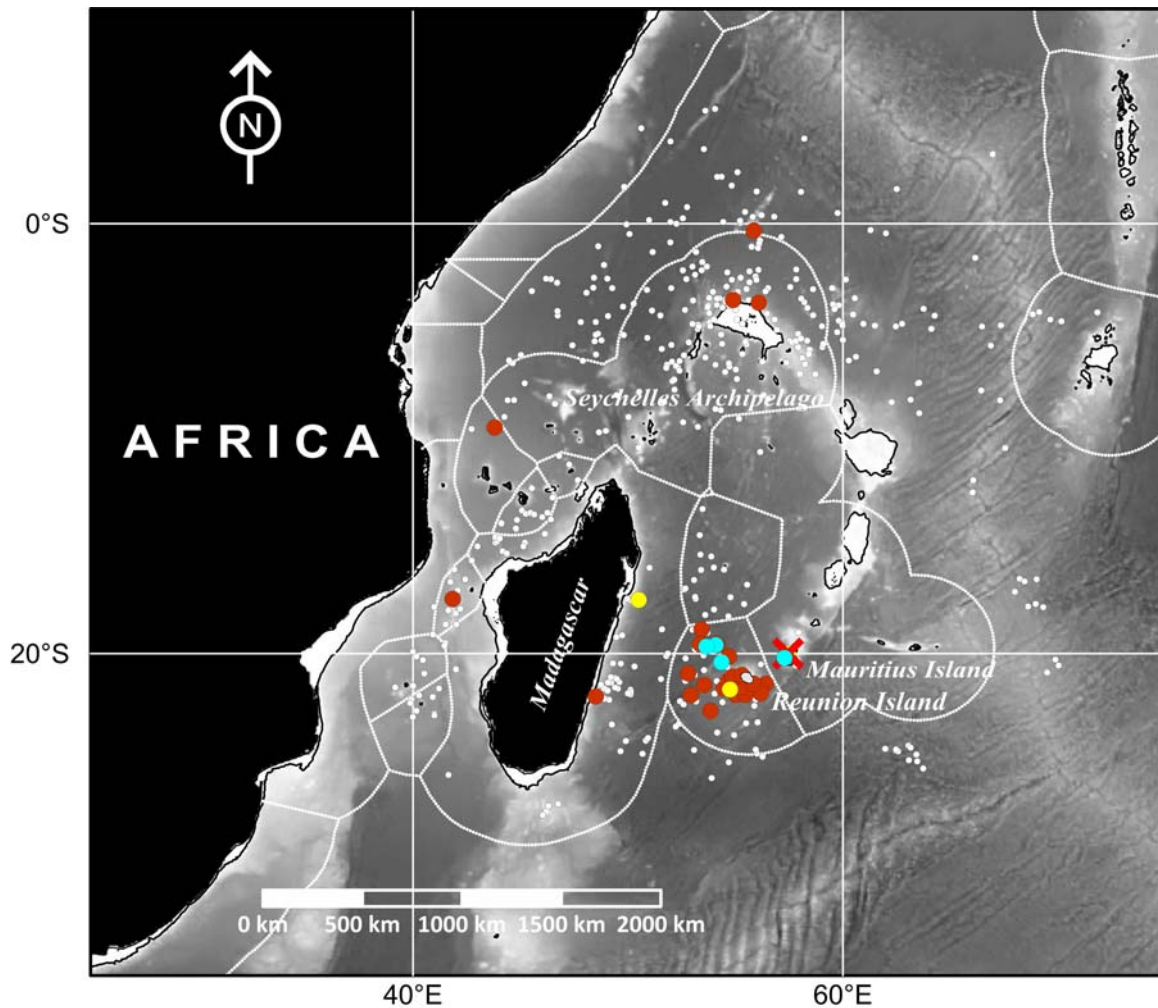 N
0°S
Seychelles Archipelago
AFRICA
Madagascar
20°S
Mauritius Island
Reunion Island
0 km 500 km 1000 km 1500 km 2000 km
40°E 60°E